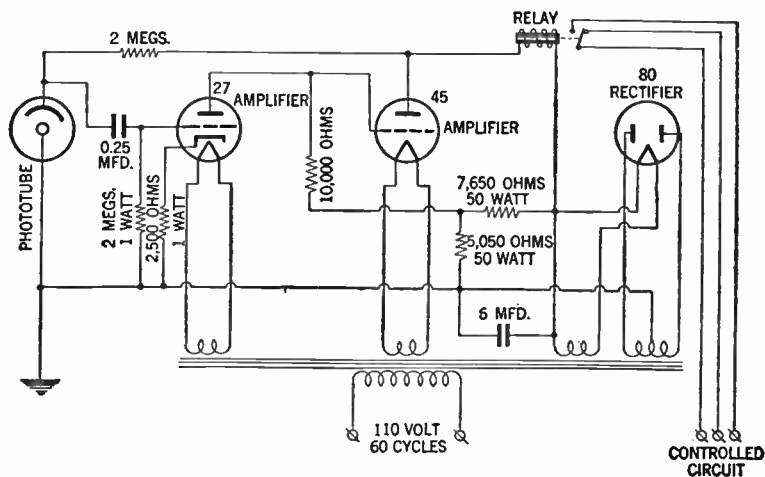 RELAY
2 MEGS.
27
AMPLIFIER
45
AMPLIFIER
80
RECTIFIER
PHOTOTUBE
0.25
MFD.
2 MEGS.
1 WATT
2,500 OHMS
1 WATT
10,000 OHMS
7,650 OHMS
50 WATT
5,050 OHMS
50 WATT
6 MFD.
110 VOLT
60 CYCLES
CONTROLLED
CIRCUIT